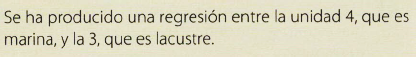 Se ha producido una regresión entre la unidad 4, que es
marina, y la 3, que es lacustre.